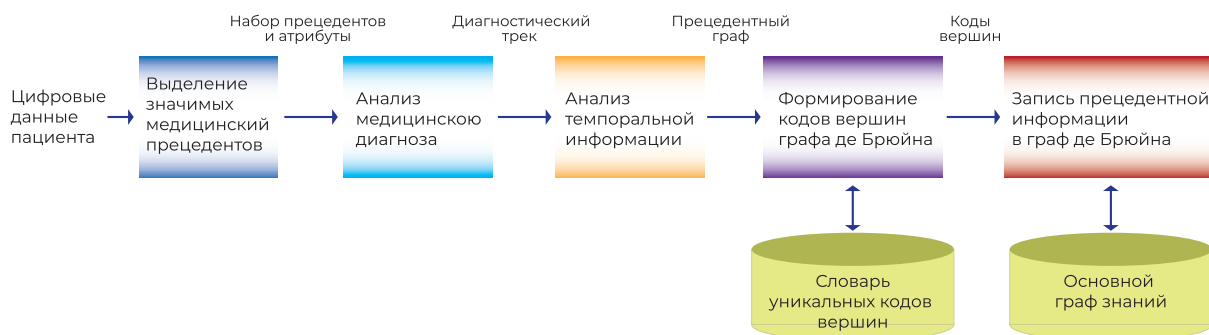 Набор прецедентов
и атрибуты
Диагностический
трек
Прецедентный
граф
Коды
вершин
Цифровые
данные
пациента
Выделение
значимых
медицинский
прецедентов
Анализ
медицинскою
диагноза
Анализ
темпоральной
информации
Формирование
кодов вершин
графа де Брюйна
Запись прецедентной
информации
в граф де Брюйна
Словарь
уникальных кодов
вершин
Основной
граф знаний